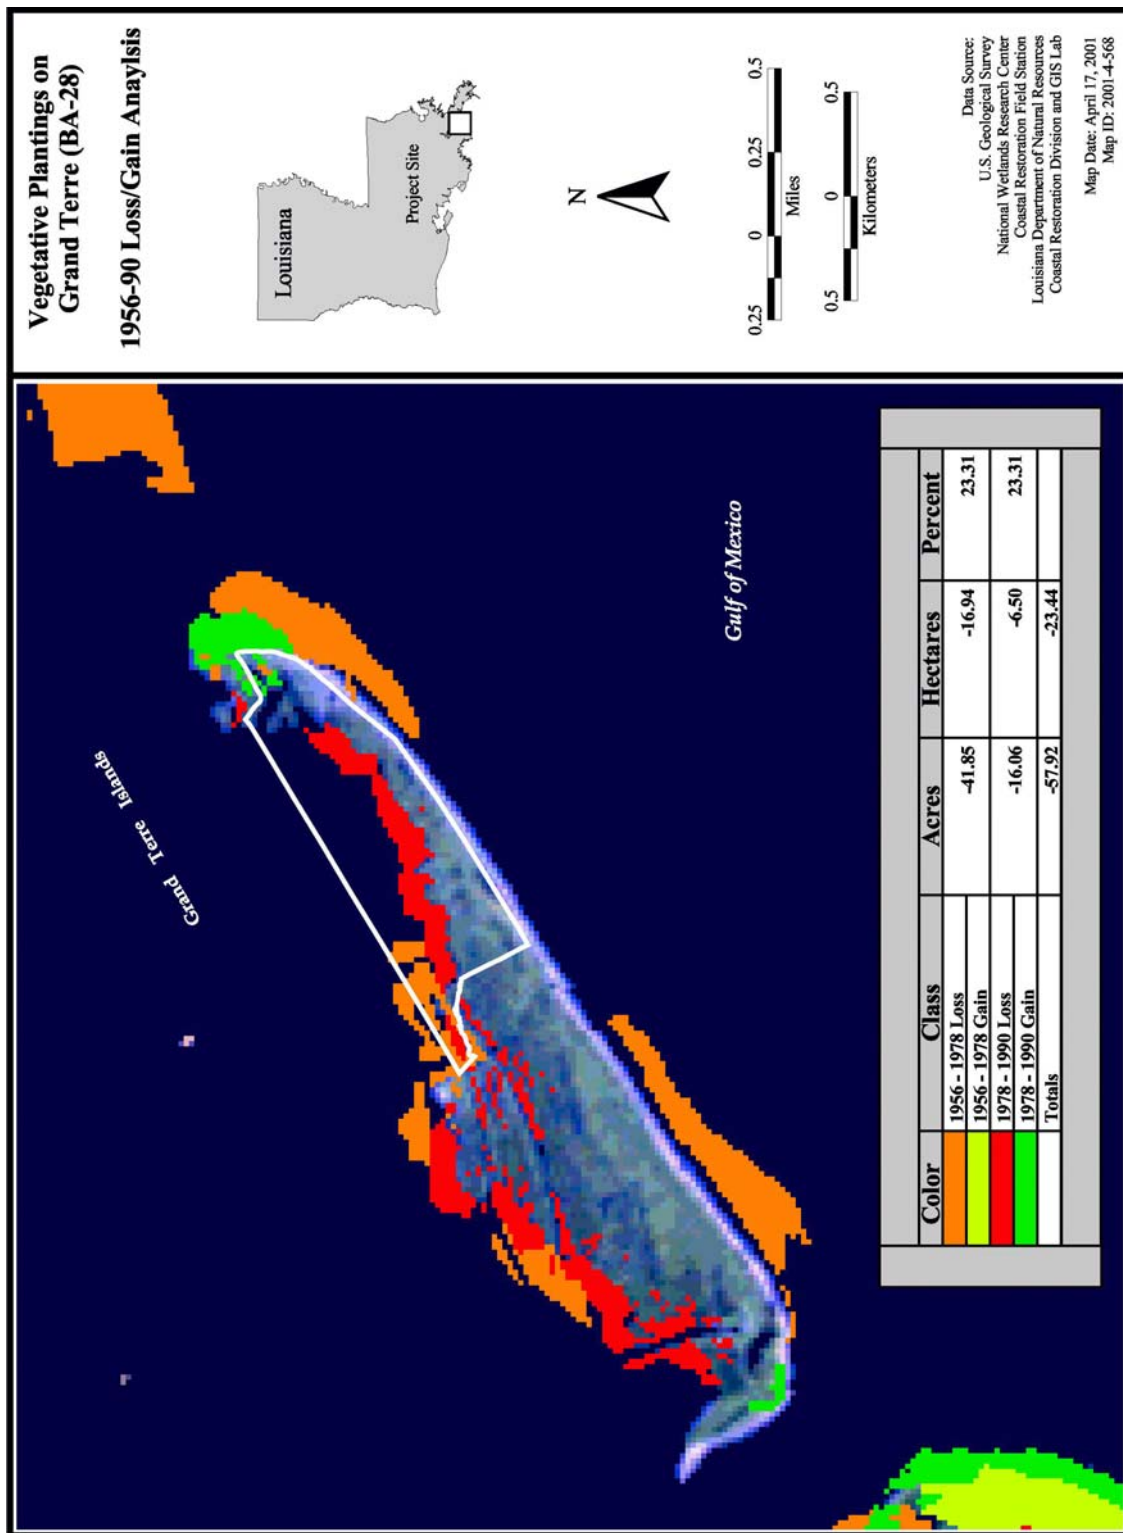 Vegetative Plantings on
Grand Terre (BA-28)
1956-90 Loss/Gain Anaylsis
Louisiana
Project Site
N
0.25 0 0.25 0.5
Miles
0.5 0 0.5
Kilometers
Data Source:
U.S. Geological Survey
National Wetlands Research Center
Coastal Restoration Field Station
Louisiana Department of Natural Resources
Coastal Restoration Division and GIS Lab
Map Date: April 17, 2001
Map ID: 2001-4-568
Grand Terre Islands
Gulf of Mexico
Color Class Acres Hectares Percent
1956 - 1978 Loss -41.85 -16.94 23.31
1956 - 1978 Gain
1978 - 1990 Loss -16.06 -6.50 23.31
1978 - 1990 Gain
Totals -57.92 -23.44